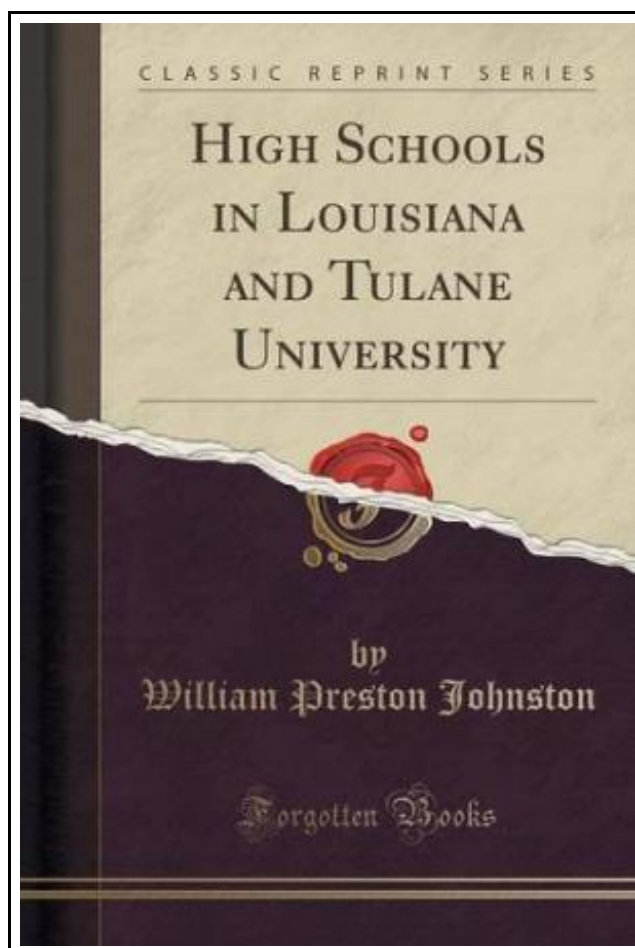 CLASSIC REPRINT SERIES
HIGH SCHOOLS
IN LOUISIANA
AND TULANE
UNIVERSITY
by
William Preston Johnston
Forgotten Books